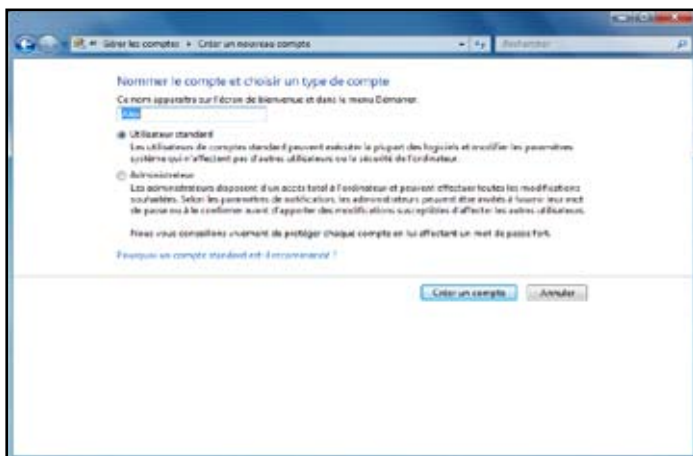 Gérer les comptes ▸ Créer un nouveau compte
Rechercher
Nommer le compte et choisir un type de compte
Ce nom apparaîtra sur l'écran de bienvenue et dans le menu Démarrer.
Utilisateur standard
Les utilisateurs de comptes standard peuvent exécuter la plupart des logiciels et modifier les paramètres
système qui n'affectent pas d'autres utilisateurs ou la sécurité de l'ordinateur.
Administrateur
Les administrateurs disposent d'un accès total à l'ordinateur et peuvent effectuer toutes les modifications
souhaitées. Selon les paramètres de notification, les administrateurs peuvent être invités à fournir leur mot
de passe ou à le confirmer avant d'apporter des modifications susceptibles d'affecter les autres utilisateurs.
Nous vous conseillons vivement de protéger chaque compte en lui affectant un mot de passe fort.
Pourquoi un compte standard est-il recommandé ?
Créer un compte
Annuler